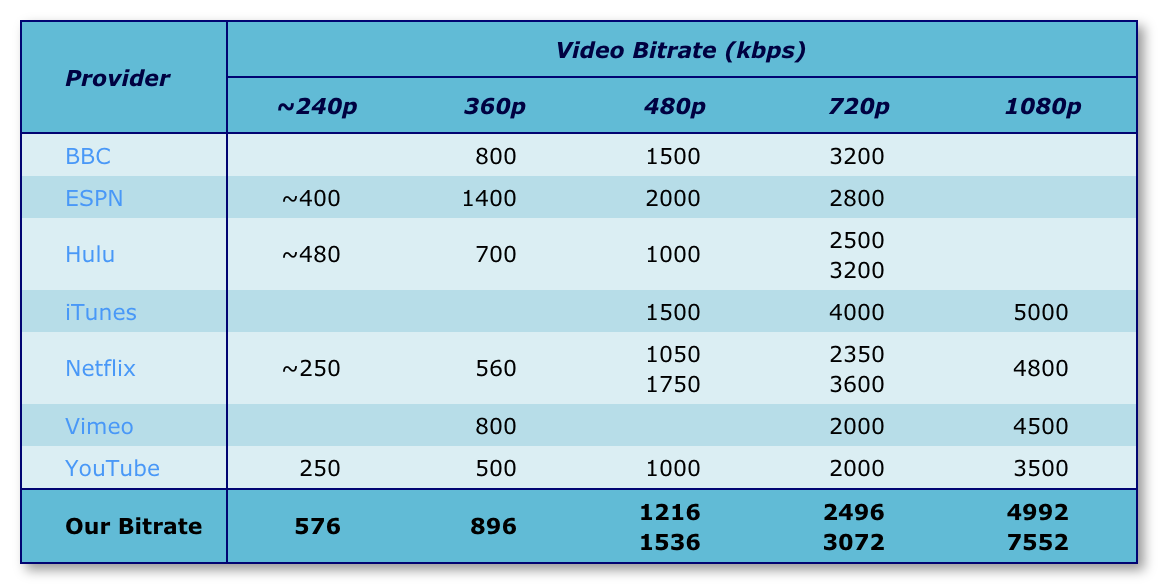 Provider
Video Bitrate (kbps)
~240p 360p 480p 720p 1080p
BBC 800 1500 3200
ESPN ~400 1400 2000 2800
Hulu ~480 700 1000 2500
3200
iTunes 1500 4000 5000
Netflix ~250 560 1050 2350 4800
1750 3600
Vimeo 800 2000 4500
YouTube 250 500 1000 2000 3500
Our Bitrate 576 896 1216 2496 4992
1536 3072 7552